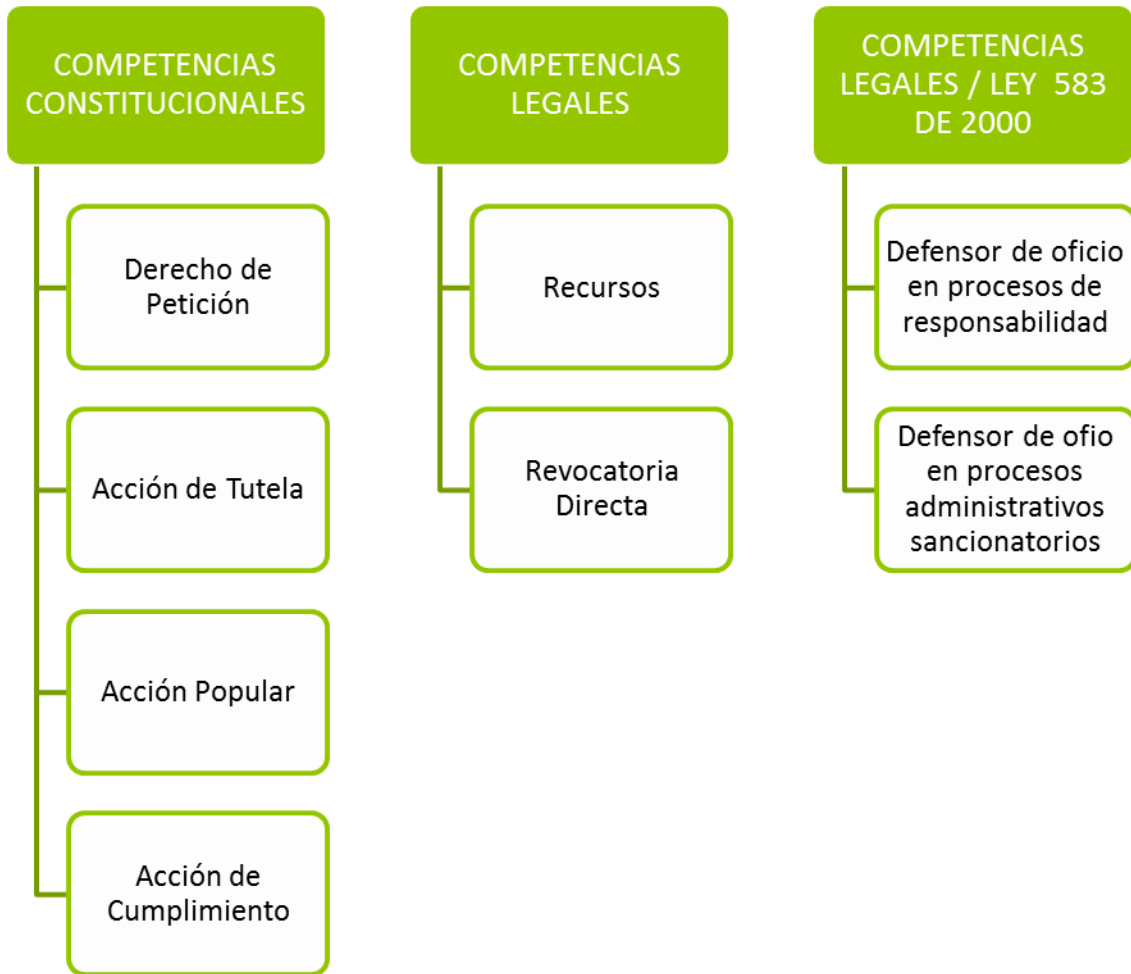 COMPETENCIAS
CONSTITUCIONALES
Derecho de
Petición
Acción de Tutela
Acción Popular
Acción de
Cumplimiento
COMPETENCIAS
LEGALES
Recursos
Revocatoria
Directa
COMPETENCIAS
LEGALES / LEY 583
DE 2000
Defensor de oficio
en procesos de
responsabilidad
Defensor de ofio
en procesos
administrativos
sancionatorios